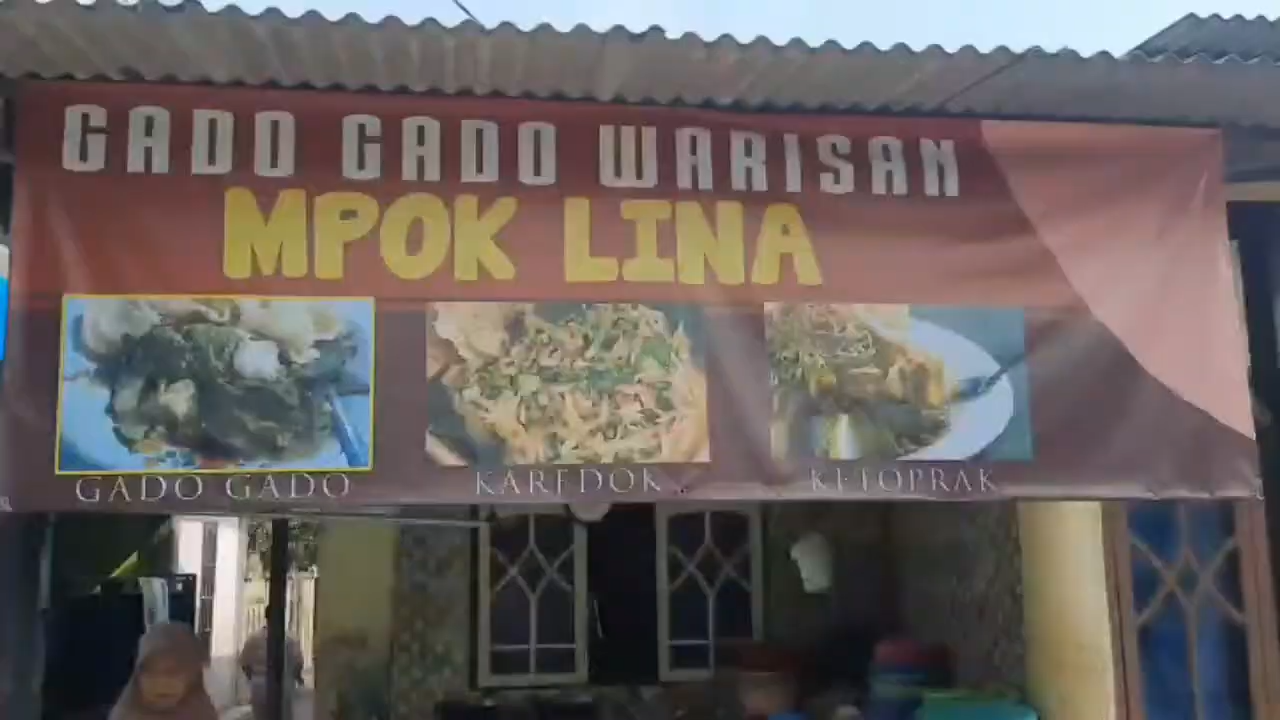 GADO GADO WARISAN
MPOK LINA
GADO GADO
KAREDOK
KETOPRAK